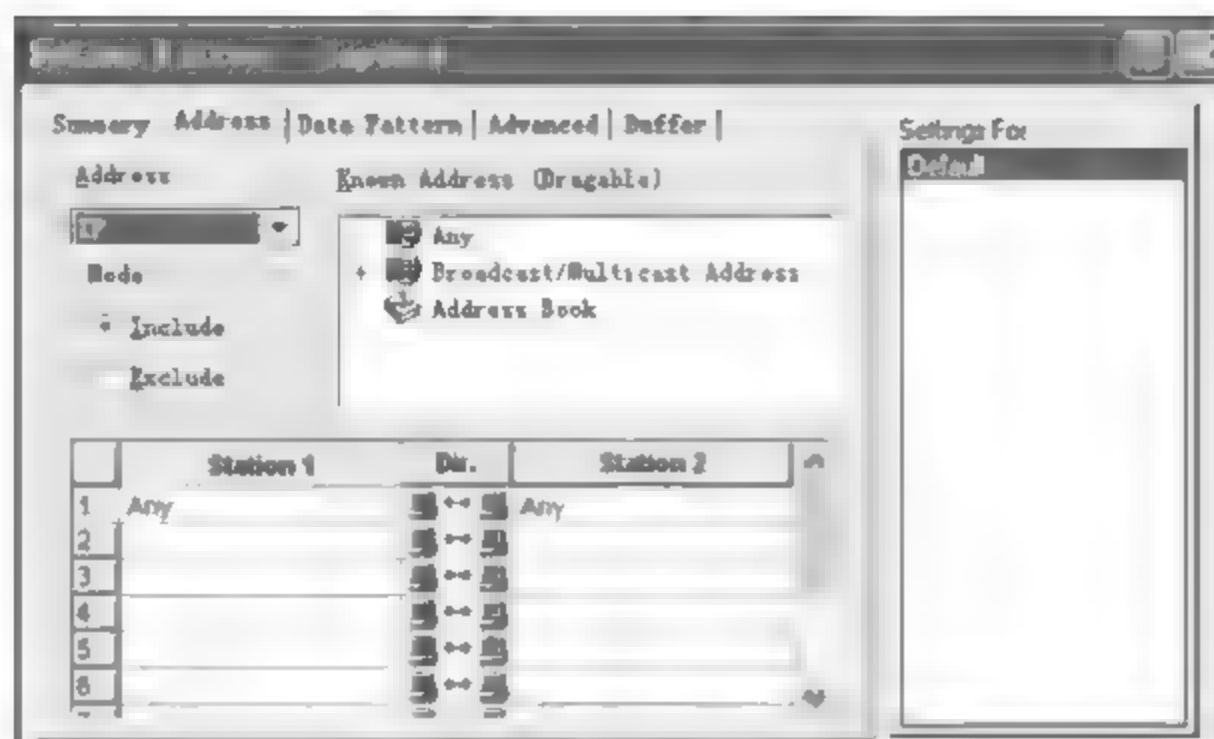 Summary Address Data Pattern Advanced Buffer
Settings For
Default
Address
Known Address (Dragable)
IP
Any
Broadcast/Multicast Address
Address Book
Mode
Include
Exclude
Station 1 Dir. Station 2
1 Any Any
2
3
4
5
6